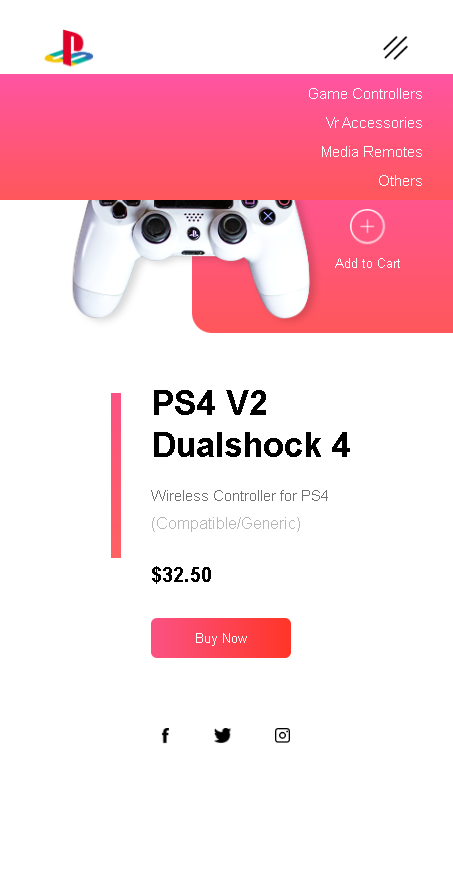 Game Controllers
Vr Accessories
Media Remotes
Others
Add to Cart
PS4 V2
Dualshock 4
Wireless Controller for PS4
(Compatible/Generic)
$32.50
Buy Now